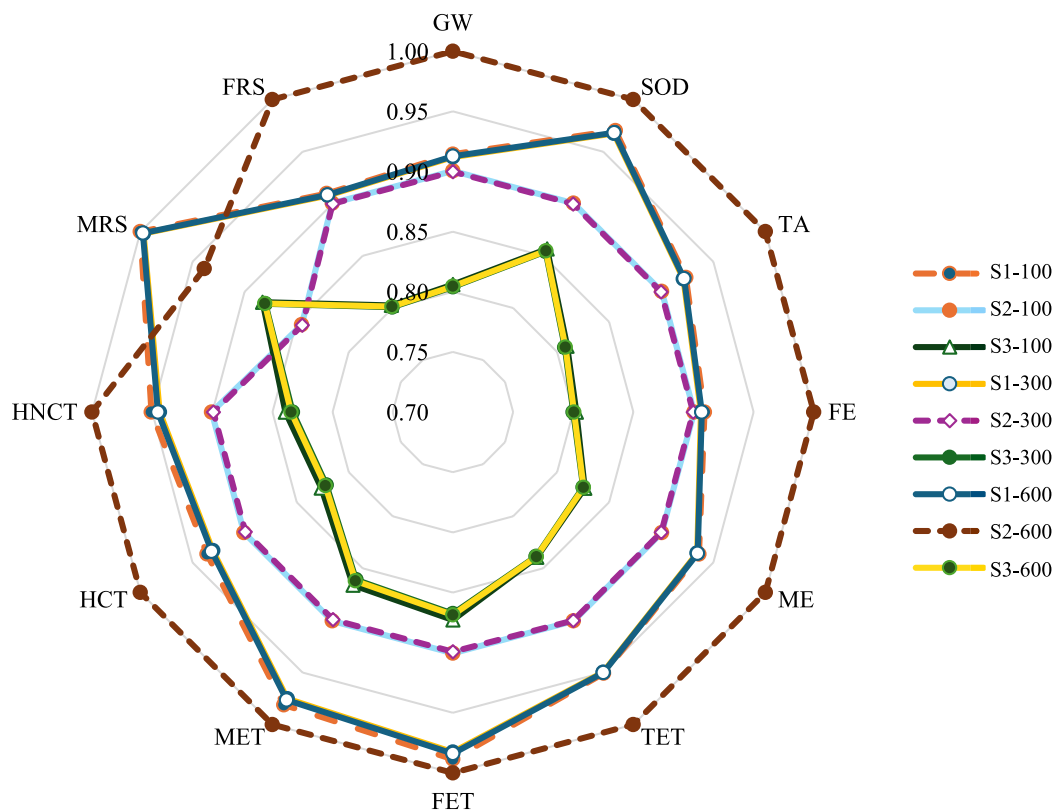 GW
1.00
FRS
SOD
0.95
0.90
MRS
TA
0.85
0.80
0.75
HNCT
0.70
FE
HCT
ME
MET
TET
FET
S1-100
S2-100
S3-100
S1-300
S2-300
S3-300
S1-600
S2-600
S3-600